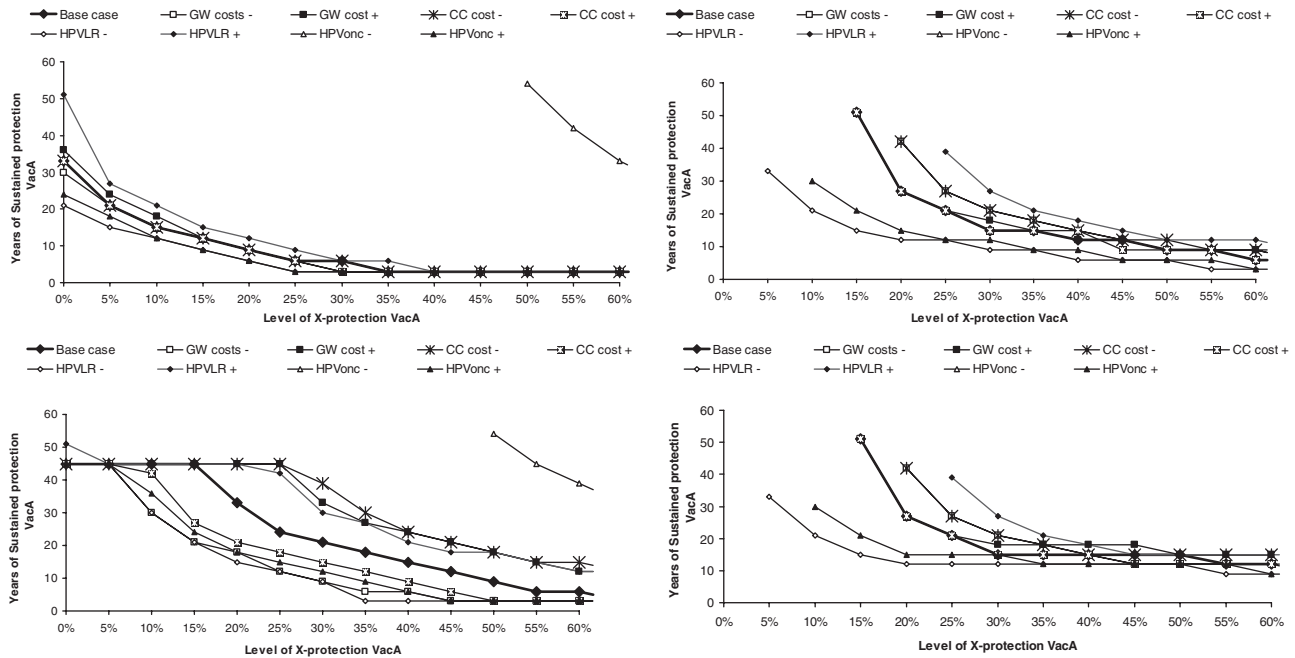 Base case GW costs - GW cost + CC cost - CC cost +
HPVLR - HPVLR + HPVonc - HPVonc +
60
50
40
30
20
10
0
Years of Sustained protection
VacA
0% 5% 10% 15% 20% 25% 30% 35% 40% 45% 50% 55% 60%
Level of X-protection VacA
Base case GW costs - GW cost + CC cost - CC cost +
HPVLR - HPVLR + HPVonc - HPVonc +
60
50
40
30
20
10
0
Years of Sustained protection
VacA
0% 5% 10% 15% 20% 25% 30% 35% 40% 45% 50% 55% 60%
Level of X-protection VacA
Base case GW costs - GW cost + CC cost - CC cost +
HPVLR - HPVLR + HPVonc - HPVonc +
60
50
40
30
20
10
0
Years of Sustained protection
VacA
0% 5% 10% 15% 20% 25% 30% 35% 40% 45% 50% 55% 60%
Level of X-protection VacA
Base case GW costs - GW cost + CC cost - CC cost +
HPVLR - HPVLR + HPVonc - HPVonc +
60
50
40
30
20
10
0
Years of Sustained protection
VacA
0% 5% 10% 15% 20% 25% 30% 35% 40% 45% 50% 55% 60%
Level of X-protection VacA